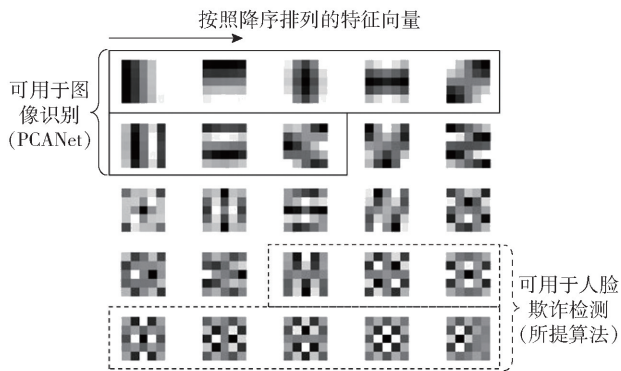 按照降序排列的特征向量
可用于图
像识别
(PCANet)
可用于人脸
欺诈检测
(所提算法)